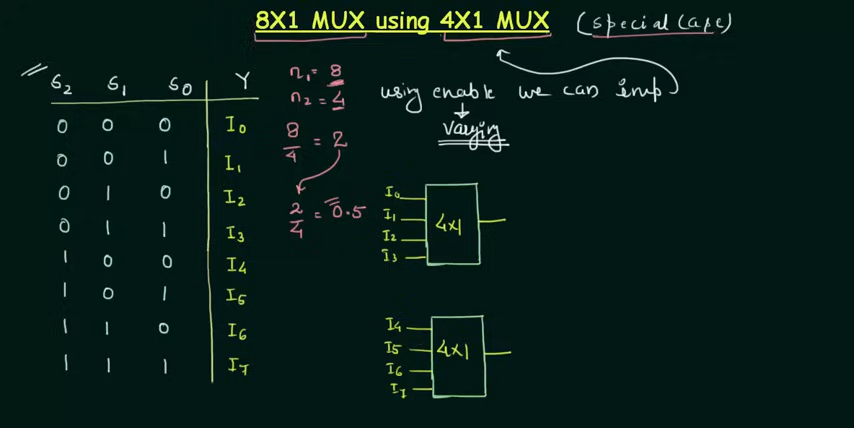 8X1 MUX using 4X1 MUX (special case)
S2 S1 S0 Y
0 0 0 I0
0 0 1 I1
0 1 0 I2
0 1 1 I3
1 0 0 I4
1 0 1 I5
1 1 0 I6
1 1 1 I7
n1 = 8
n2 = 4
8/4 = 2
2/4 = 0.5
using enable we can imp
Varying
I0
I1
I2
I3
4x1
I4
I5
I6
I7
4x1